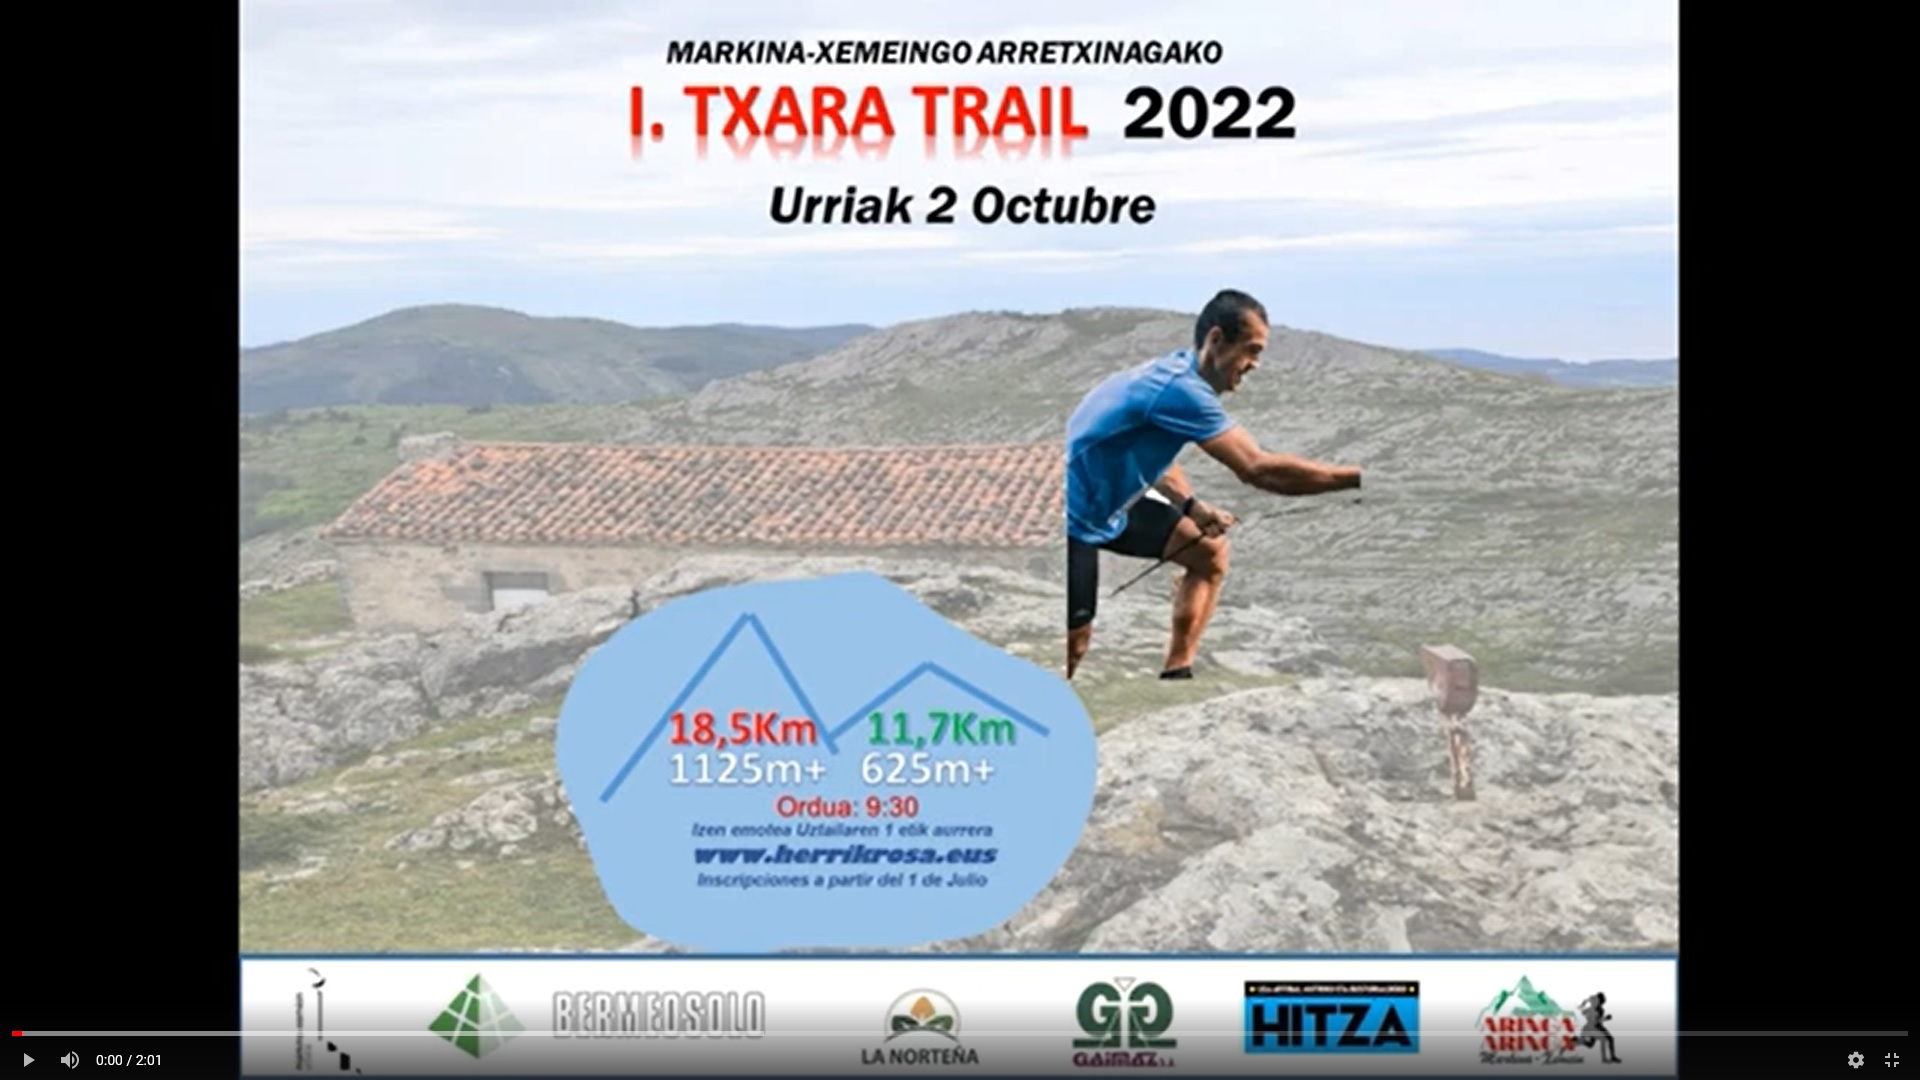 MARKINA-XEMEINGO ARRETXINAGAKO
I. TXARA TRAIL 2022
Urriak 2 Octubre
18,5Km 11,7Km
1125m+ 625m+
Ordua: 9:30
Izen emotea Uztailaren 1 etik aurrera
www.herrikrosa.eus
Inscripciones a partir del 1 de Julio
BERMEOSOLO
LA NORTEÑA
GAIMAZ
HITZA
ARINGA ARINGA
Markina-Xemein
0:00 / 2:01